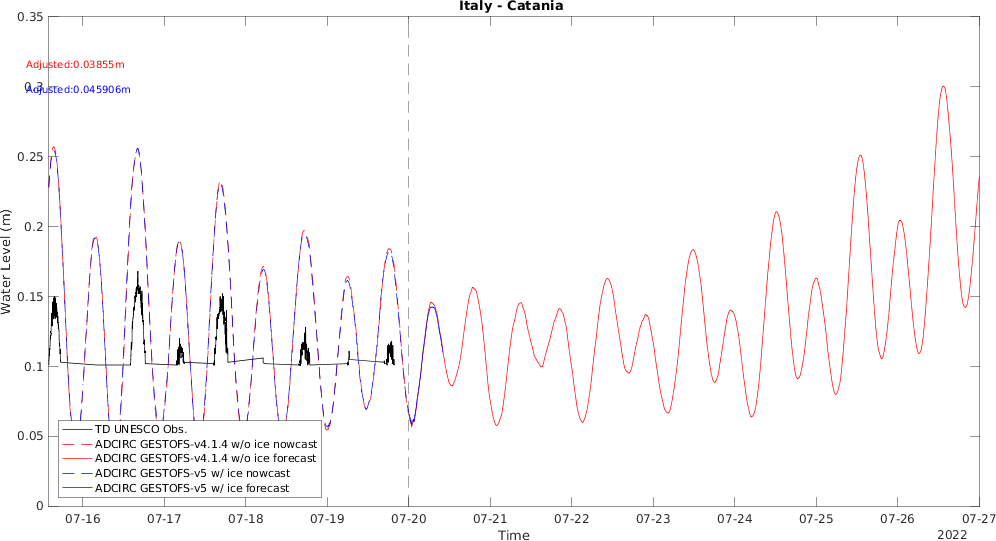 Italy - Catania
0.35
Adjusted:0.03855m
0.3
Adjusted:0.045906m
0.25
0.2
0.15
0.1
0.05
0
Water Level (m)
TD UNESCO Obs.
ADCIRC GESTOFS-v4.1.4 w/o ice nowcast
ADCIRC GESTOFS-v4.1.4 w/o ice forecast
ADCIRC GESTOFS-v5 w/ ice nowcast
ADCIRC GESTOFS-v5 w/ ice forecast
07-16 07-17 07-18 07-19 07-20 07-21 07-22 07-23 07-24 07-25 07-26 07-27
Time
2022